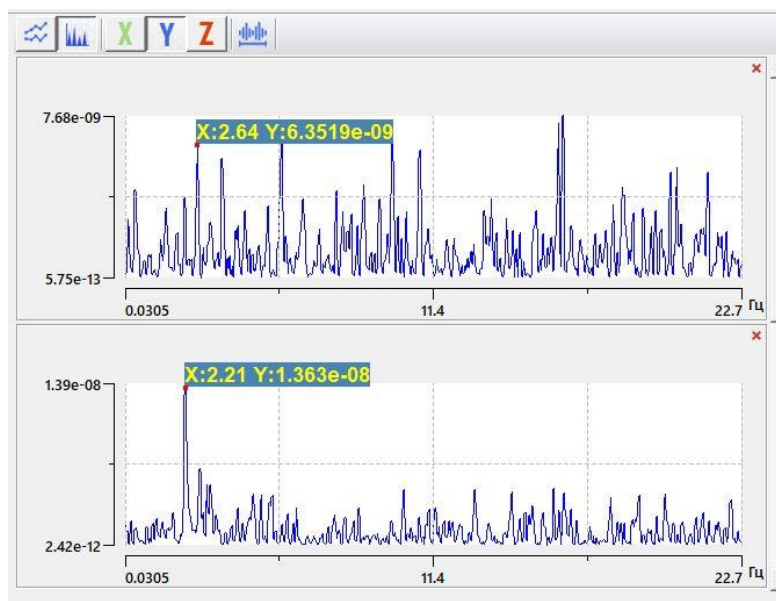 X Y Z
7.68e-09
X:2.64 Y:6.3519e-09
5.75e-13
0.0305 11.4 22.7 Гц
1.39e-08
X:2.21 Y:1.363e-08
2.42e-12
0.0305 11.4 22.7 Гц